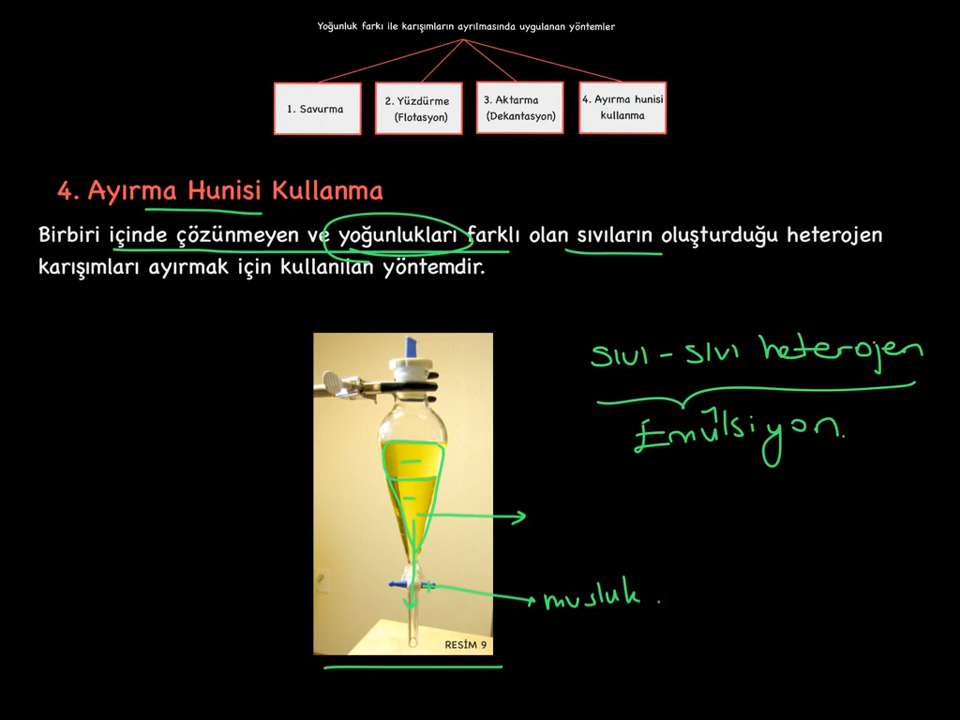 Yoğunluk farkı ile karışımların ayrılmasında uygulanan yöntemler
1. Savurma
2. Yüzdürme
(Flotasyon)
3. Aktarma
(Dekantasyon)
4. Ayırma hunisi
kullanma
4. Ayırma Hunisi Kullanma
Birbiri içinde çözünmeyen ve yoğunlukları farklı olan sıvıların oluşturduğu heterojen
karışımları ayırmak için kullanılan yöntemdir.
sıvı - sıvı heterojen
Emülsiyon.
musluk.
RESİM 9